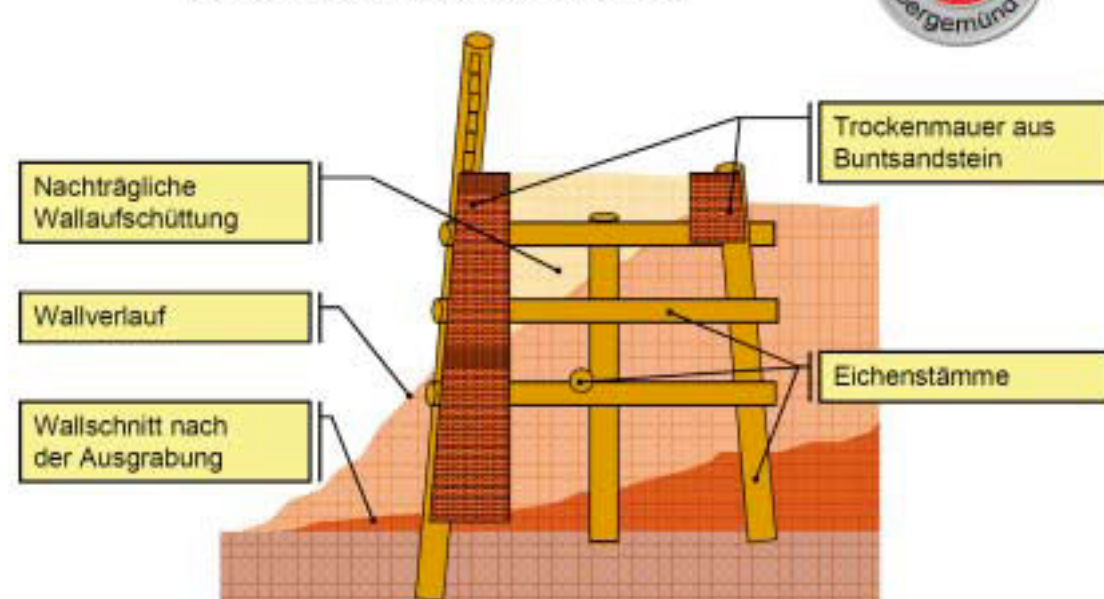 Trockenmauer aus
Buntsandstein
Nachträgliche
Wallaufschüttung
Wallverlauf
Eichenstämme
Wallschnitt nach
der Ausgrabung